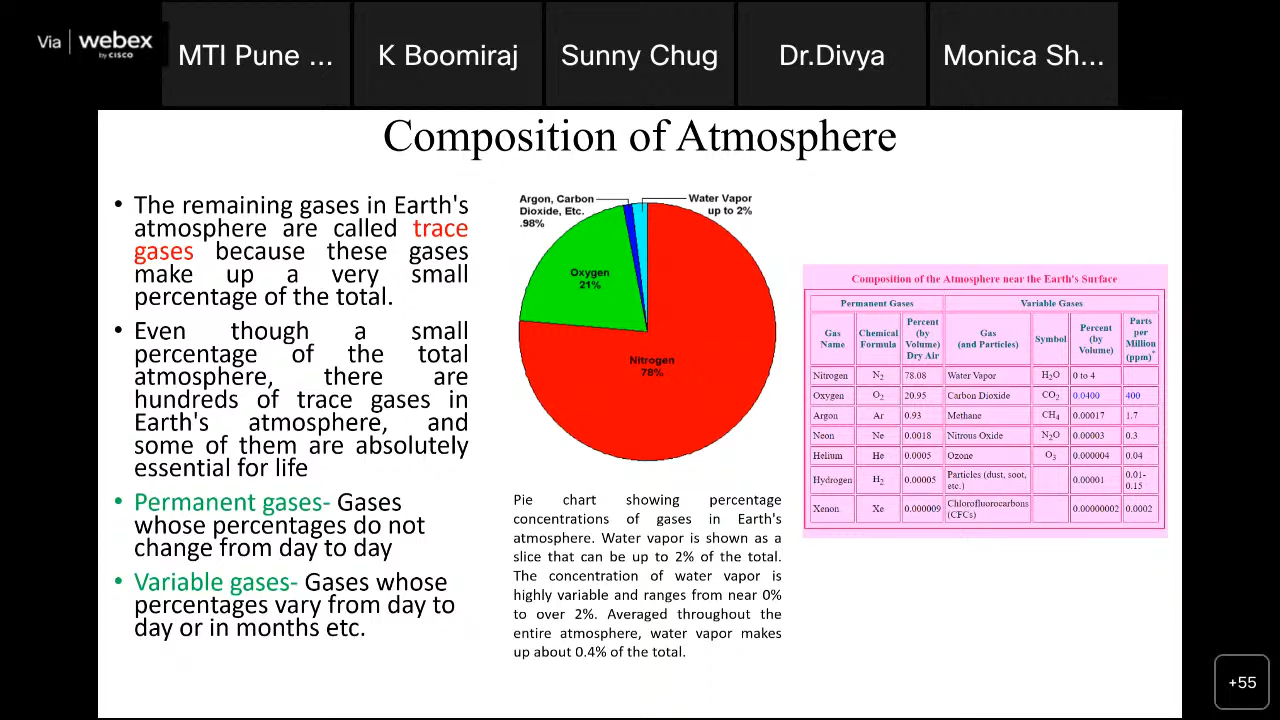 Via webex
by CISCO
MTI Pune ...
K Boomiraj
Sunny Chug
Dr.Divya
Monica Sh...
Composition of Atmosphere
• The remaining gases in Earth's
atmosphere are called trace
gases because these gases
make up a very small
percentage of the total.
• Even though a small
percentage of the total
atmosphere, there are
hundreds of trace gases in
Earth's atmosphere, and
some of them are absolutely
essential for life
• Permanent gases- Gases
whose percentages do not
change from day to day
• Variable gases- Gases whose
percentages vary from day to
day or in months etc.
Argon, Carbon
Dioxide, Etc.
.98%
Water Vapor
up to 2%
Oxygen
21%
Nitrogen
78%
Pie chart showing percentage
concentrations of gases in Earth's
atmosphere. Water vapor is shown as a
slice that can be up to 2% of the total.
The concentration of water vapor is
highly variable and ranges from near 0%
to over 2%. Averaged throughout the
entire atmosphere, water vapor makes
up about 0.4% of the total.
Composition of the Atmosphere near the Earth's Surface
Permanent Gases Variable Gases
Gas Name Chemical Formula Percent (by Volume) Dry Air Gas (and Particles) Symbol Percent (by Volume) Parts per Million (ppm)*
Nitrogen N₂ 78.08 Water Vapor H₂O 0 to 4
Oxygen O₂ 20.95 Carbon Dioxide CO₂ 0.0400 400
Argon Ar 0.93 Methane CH₄ 0.00017 1.7
Neon Ne 0.0018 Nitrous Oxide N₂O 0.00003 0.3
Helium He 0.0005 Ozone O₃ 0.000004 0.04
Hydrogen H₂ 0.00005 Particles (dust, soot, etc.) 0.00001 0.01-0.15
Xenon Xe 0.000009 Chlorofluorocarbons (CFCs) 0.00000002 0.0002
+55